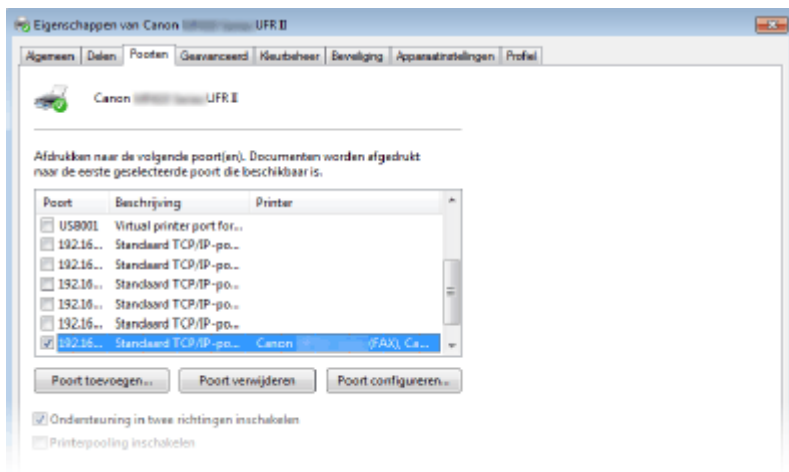 Eigenschappen van Canon UFR II
Algemeen Delen Poorten Geavanceerd Kleurbeheer Beveiliging Apparaatinstellingen Profiel
Canon UFR II
Afdrukken naar de volgende poort(en). Documenten worden afgedrukt
naar de eerste geselecteerde poort die beschikbaar is.
Poort Beschrijving Printer
USB001 Virtual printer port for...
192.16... Standaard TCP/IP-po...
192.16... Standaard TCP/IP-po...
192.16... Standaard TCP/IP-po...
192.16... Standaard TCP/IP-po...
192.16... Standaard TCP/IP-po...
192.16... Standaard TCP/IP-po... Canon (FAX), Ca...
Poort toevoegen... Poort verwijderen Poort configureren...
Ondersteuning in twee richtingen inschakelen
Printerpooling inschakelen